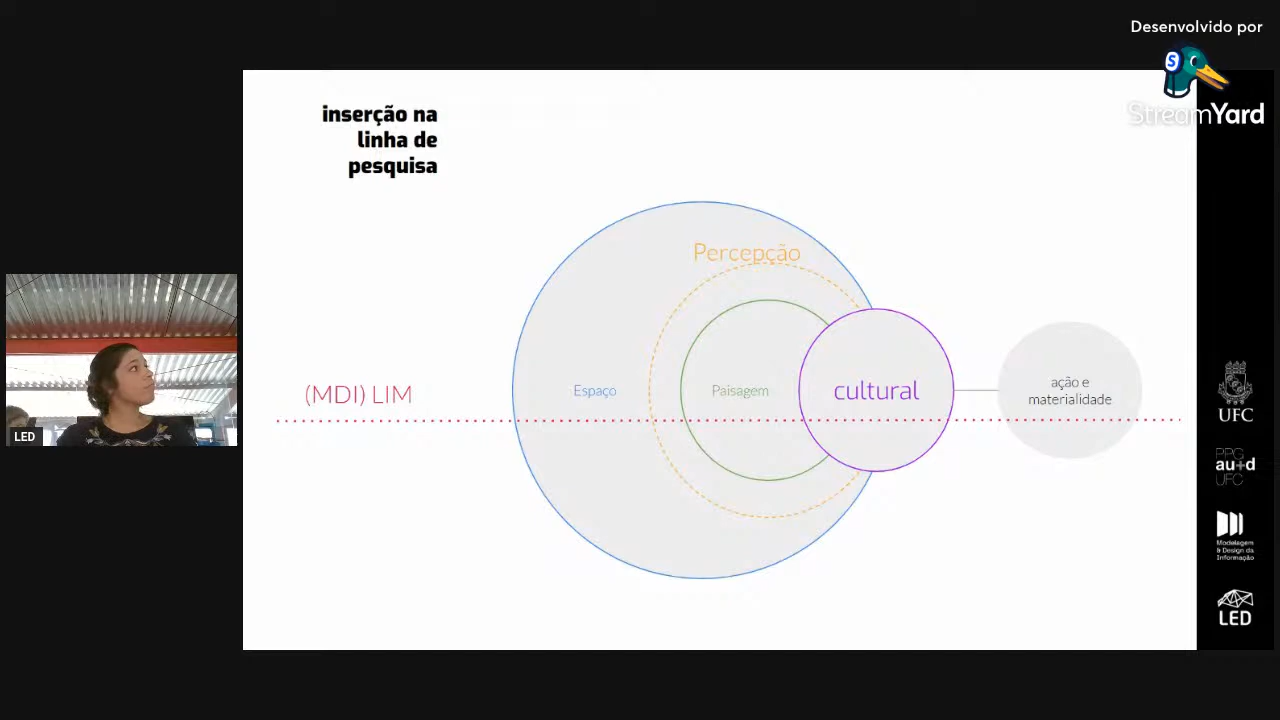 Desenvolvido por
S
StreamYard
inserção na
linha de
pesquisa
Percepção
(MDI) LIM
Espaço
Paisagem
cultural
ação e
materialidade
LED
UFC
PPG
au+d
UFC
Modelagem
& Design da
Informação
LED